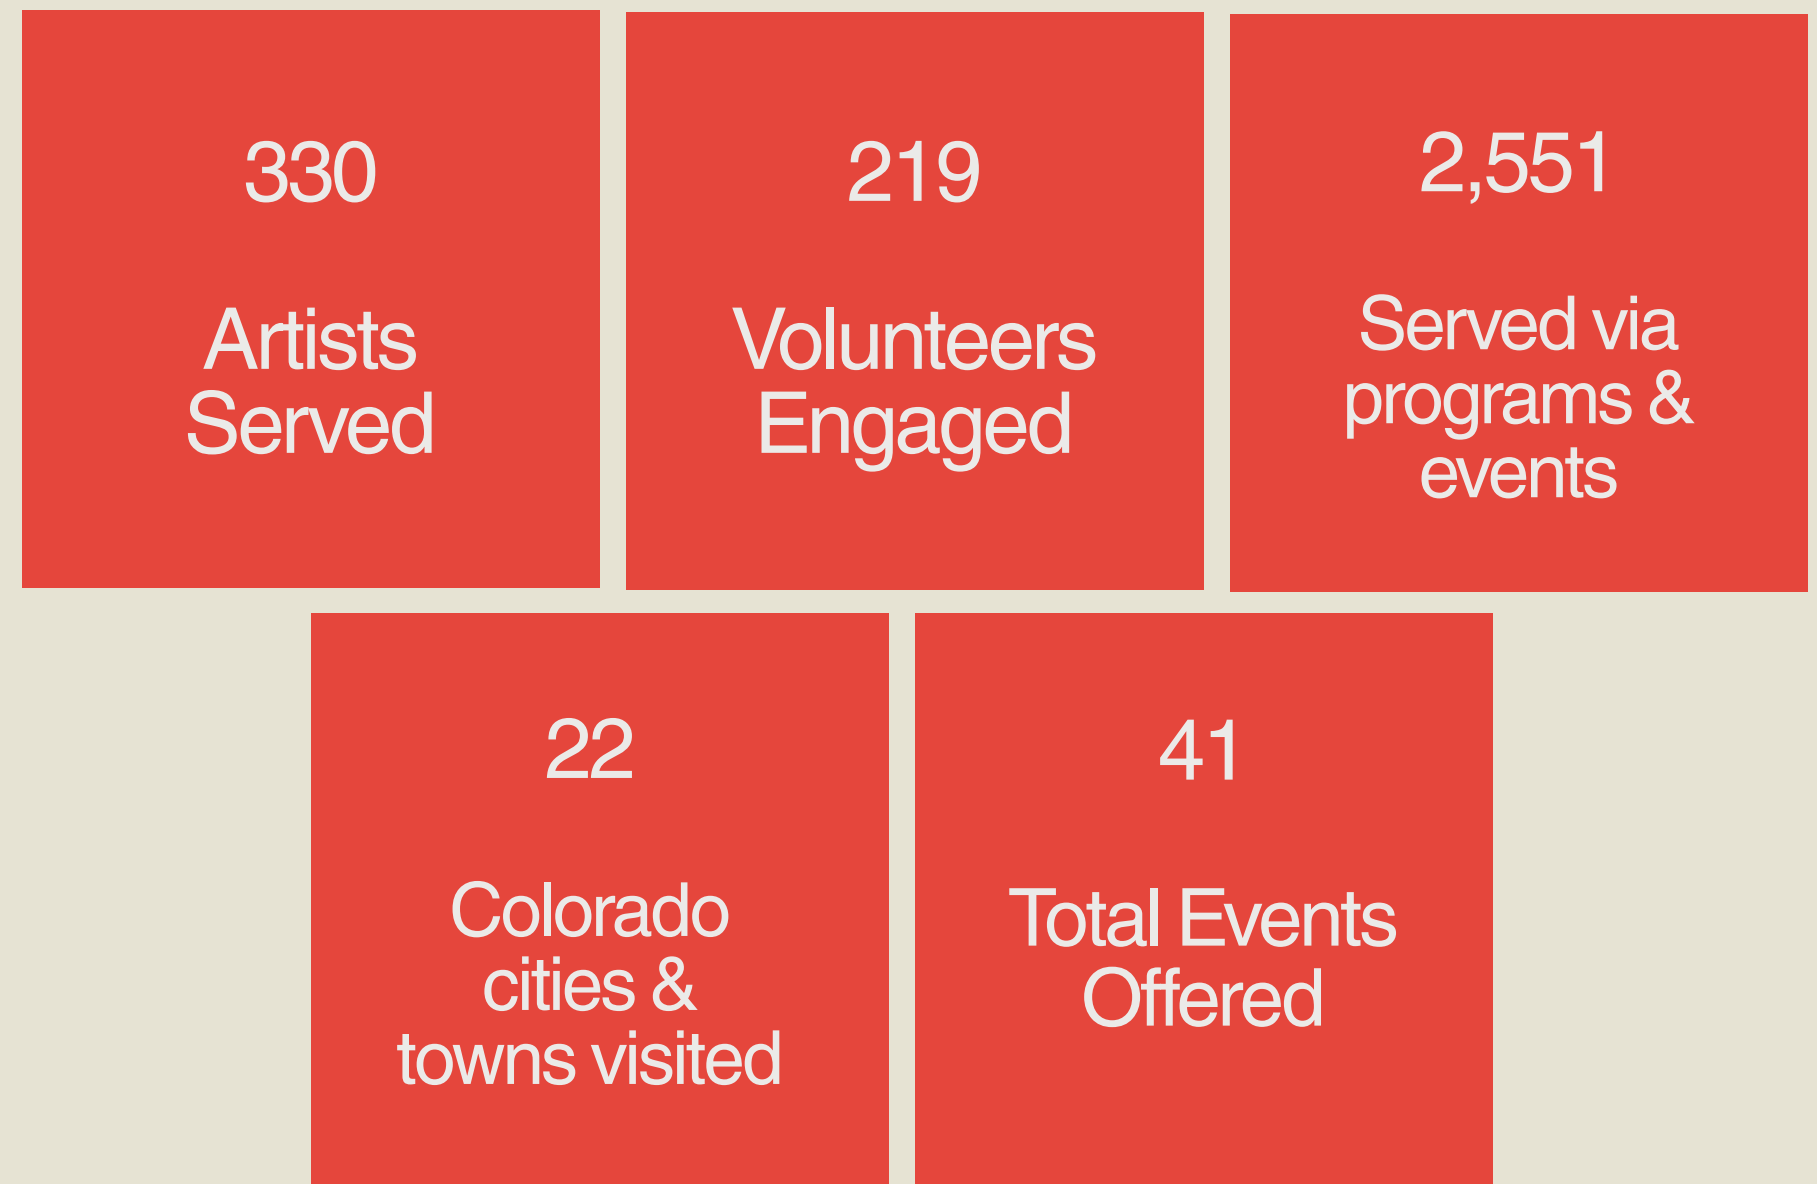 330
Artists
Served
219
Volunteers
Engaged
2,551
Served via
programs &
events
22
Colorado
cities &
towns visited
41
Total Events
Offered